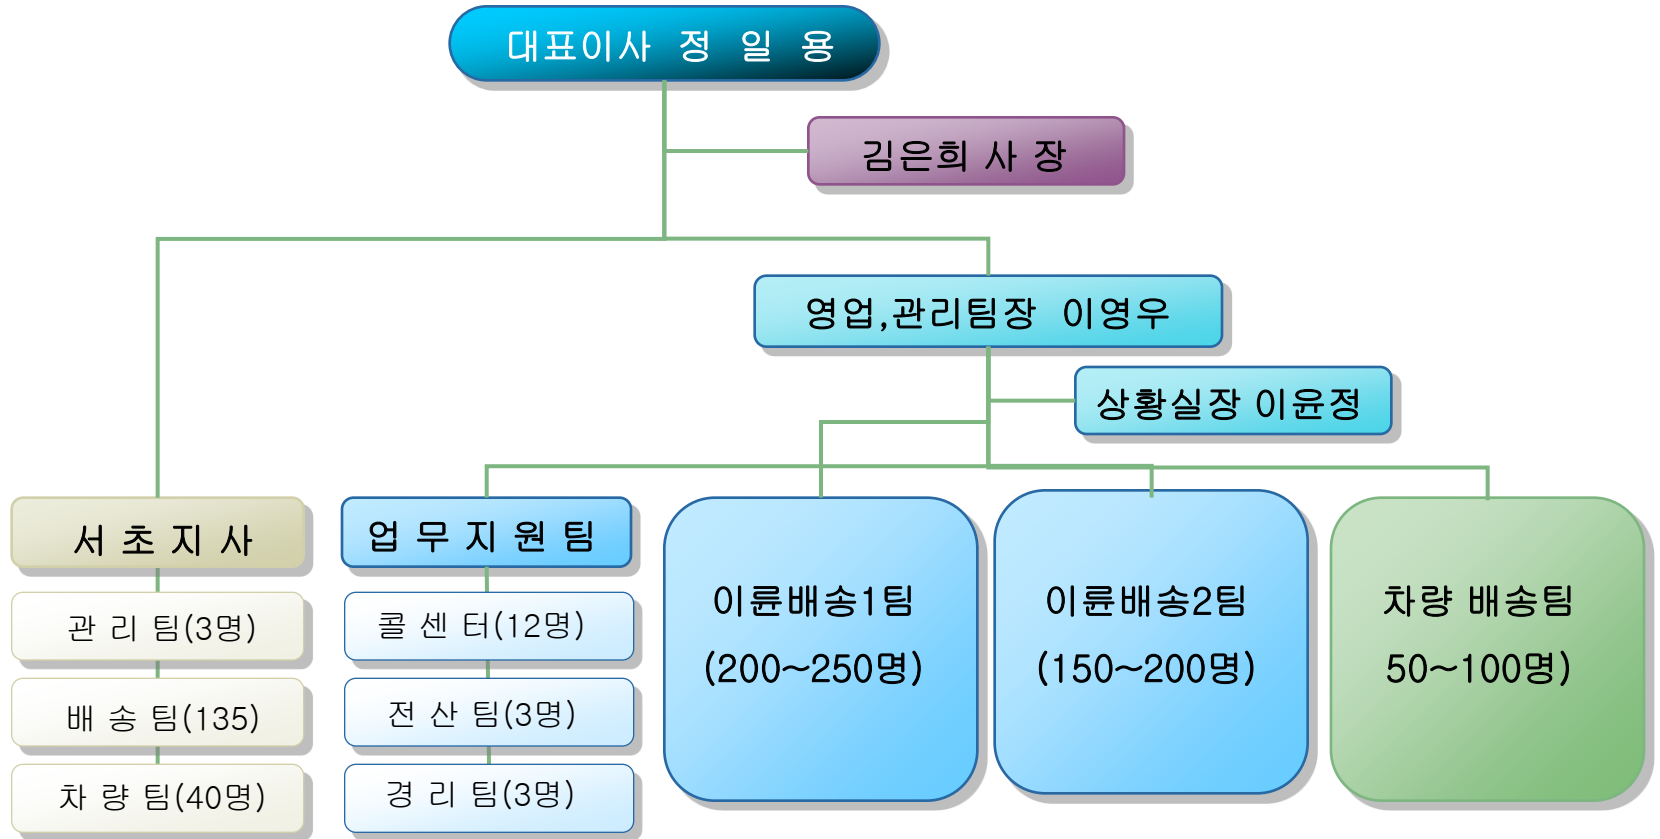 대표이사 정 일 용
김은희 사 장
영업,관리팀장 이영우
상황실장 이윤정
서 초 지 사
관 리 팀(3명)
배 송 팀(135)
차 량 팀(40명)
업 무 지 원 팀
콜 센 터(12명)
전 산 팀(3명)
경 리 팀(3명)
이륜배송1팀
(200~250명)
이륜배송2팀
(150~200명)
차량 배송팀
50~100명)